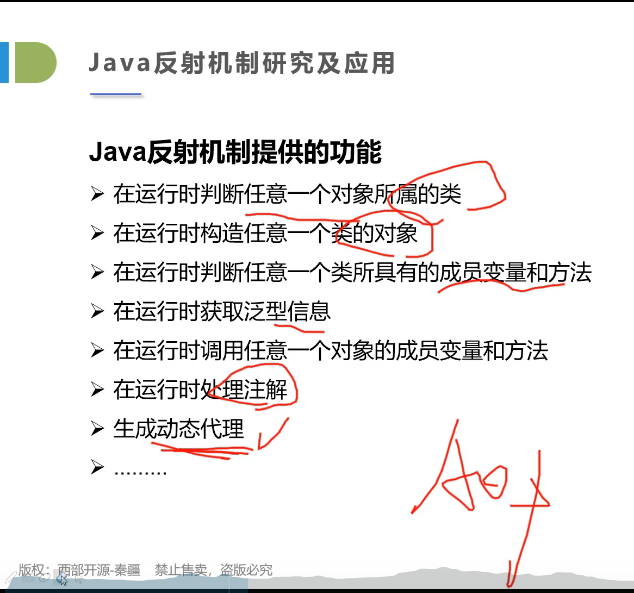 Java反射机制研究及应用
Java反射机制提供的功能
➢ 在运行时判断任意一个对象所属的类
➢ 在运行时构造任意一个类的对象
➢ 在运行时判断任意一个类所具有的成员变量和方法
➢ 在运行时获取泛型信息
➢ 在运行时调用任意一个对象的成员变量和方法
➢ 在运行时处理注解
➢ 生成动态代理
➢ ………
Aop
版权：西部开源-秦疆 禁止售卖，盗版必究